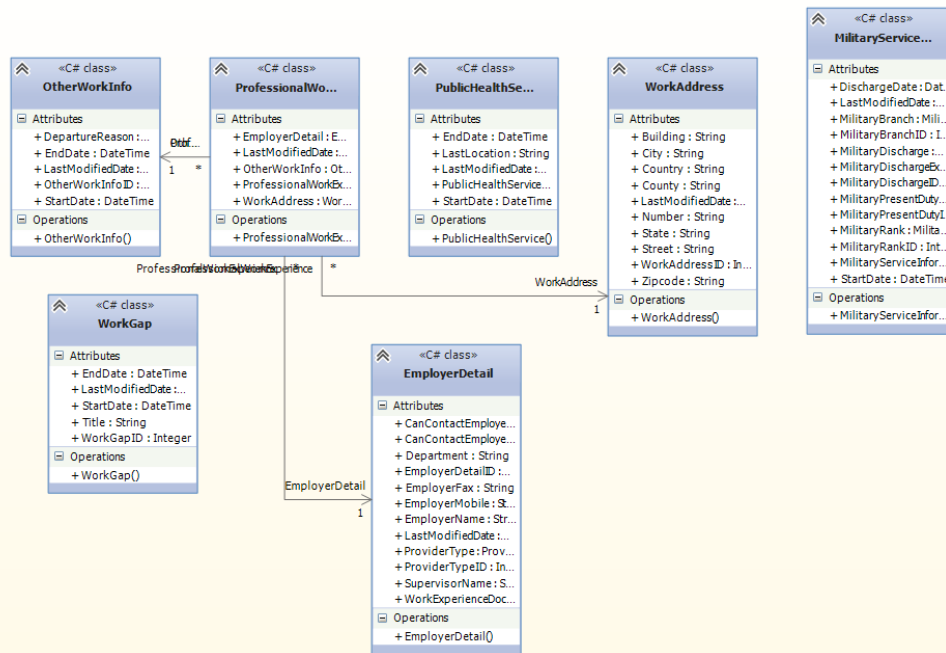 «C# class»
OtherWorkInfo
Attributes
+ DepartureReason :...
+ EndDate : DateTime
+ LastModifiedDate :...
+ OtherWorkInfoID :...
+ StartDate : DateTime
Operations
+ OtherWorkInfo()
1
*
«C# class»
ProfessionalWo...
Attributes
+ EmployerDetail : E...
+ LastModifiedDate :...
+ OtherWorkInfo : Ot...
+ ProfessionalWorkEx...
+ WorkAddress : Wor...
Operations
+ ProfessionalWorkEx...
*
*
«C# class»
PublicHealthSe...
Attributes
+ EndDate : DateTime
+ LastLocation : String
+ LastModifiedDate :...
+ PublicHealthService...
+ StartDate : DateTime
Operations
+ PublicHealthService()
«C# class»
WorkAddress
Attributes
+ Building : String
+ City : String
+ Country : String
+ County : String
+ LastModifiedDate :...
+ Number : String
+ State : String
+ Street : String
+ WorkAddressID : In...
+ Zipcode : String
Operations
+ WorkAddress()
WorkAddress
1
«C# class»
MilitaryService...
Attributes
+ DischargeDate : Dat...
+ LastModifiedDate :...
+ MilitaryBranch : Mili...
+ MilitaryBranchID : I...
+ MilitaryDischarge :...
+ MilitaryDischargeEx...
+ MilitaryDischargeID...
+ MilitaryPresentDuty...
+ MilitaryPresentDutyI...
+ MilitaryRank : Milita...
+ MilitaryRankID : Int...
+ MilitaryServiceInfor...
+ StartDate : DateTime
Operations
+ MilitaryServiceInfor...
«C# class»
WorkGap
Attributes
+ EndDate : DateTime
+ LastModifiedDate :...
+ StartDate : DateTime
+ Title : String
+ WorkGapID : Integer
Operations
+ WorkGap()
EmployerDetail
1
«C# class»
EmployerDetail
Attributes
+ CanContactEmploye...
+ CanContactEmploye...
+ Department : String
+ EmployerDetailID :...
+ EmployerFax : String
+ EmployerMobile : St...
+ EmployerName : Str...
+ LastModifiedDate :...
+ ProviderType : Prov...
+ ProviderTypeID : In...
+ SupervisorName : S...
+ WorkExperienceDoc...
Operations
+ EmployerDetail()